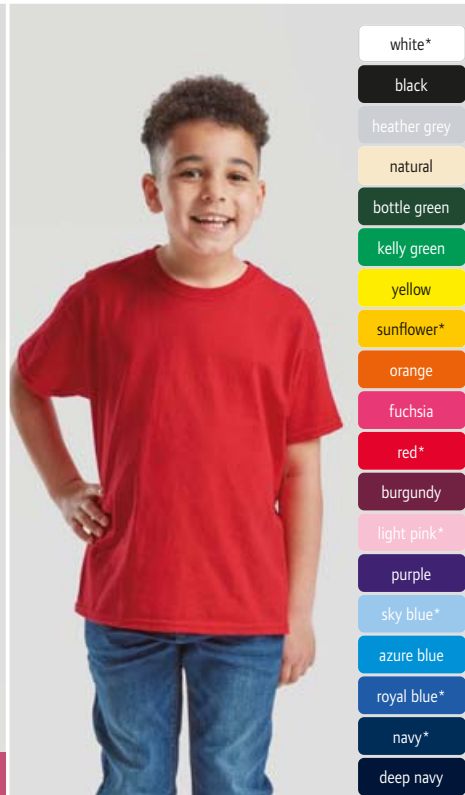 white*
black
heather grey
natural
bottle green
kelly green
yellow
sunflower*
orange
fuchsia
red*
burgundy
light pink*
purple
sky blue*
azure blue
royal blue*
navy*
deep navy